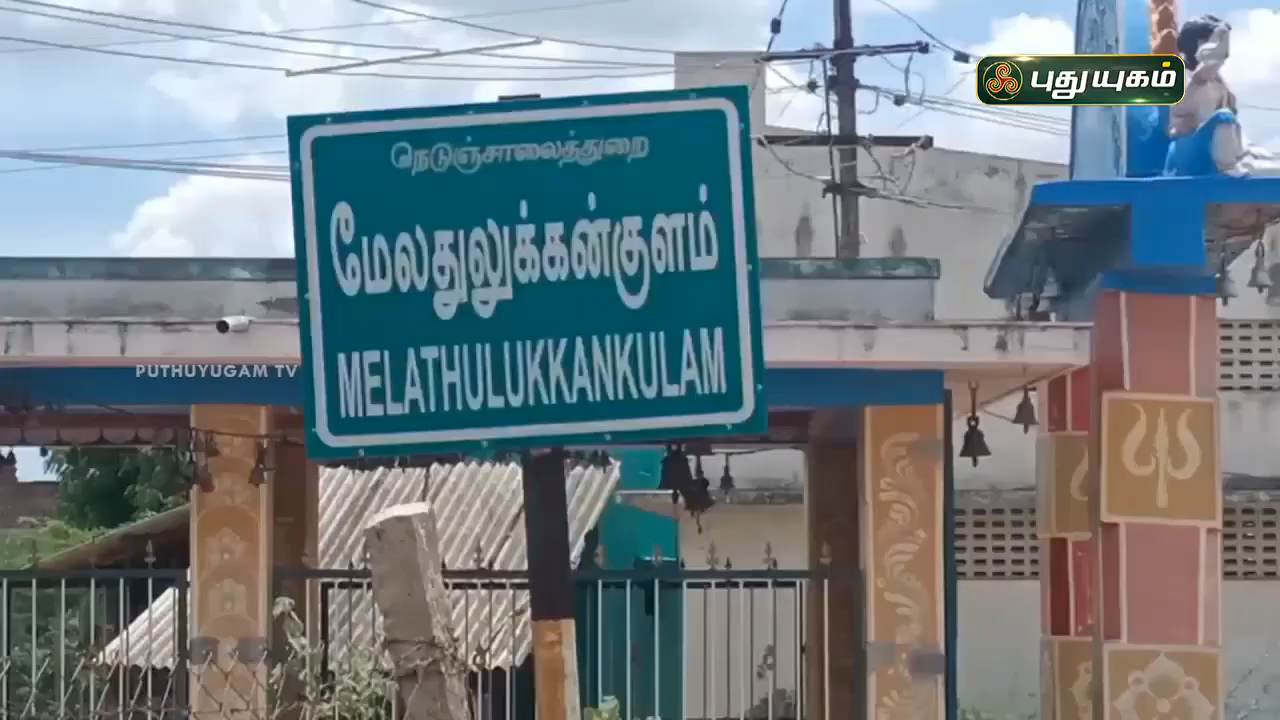 புதுயுகம்
நெடுஞ்சாலைத்துறை
மேலதுலுக்கன்குளம்
MELATHULUKKANKULAM
PUTHUYUGAM TV